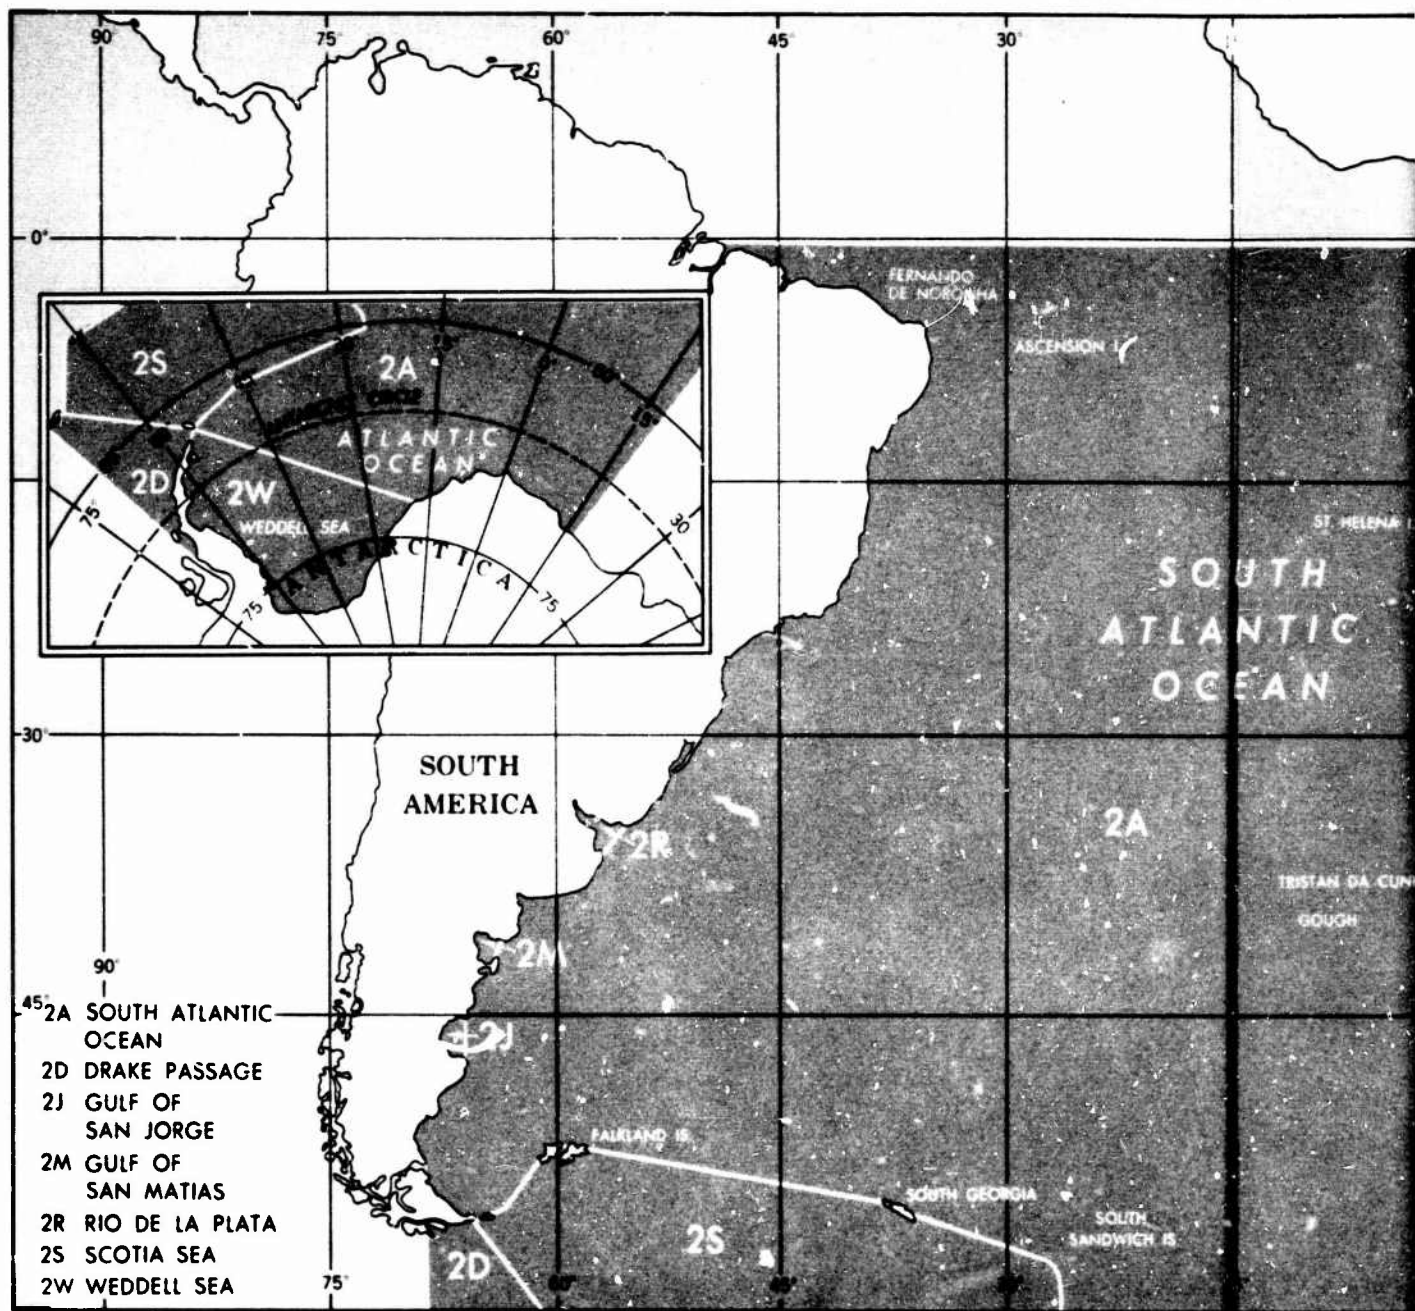 90° 75° 60° 45° 30°
0°
FERNANDO
DE NORONHA
ASCENSION I
2S
2A
ATLANTIC
OCEAN
2D
2W
WEDDELL SEA
ANTARCTICA
75°
75
75
30
15°
ST. HELENA I
SOUTH
ATLANTIC
OCEAN
30°
SOUTH
AMERICA
2R
2A
TRISTAN DA CUN
GOUGH
2M
90°
45°
2J
2A SOUTH ATLANTIC
OCEAN
2D DRAKE PASSAGE
2J GULF OF
SAN JORGE
2M GULF OF
SAN MATIAS
2R RIO DE LA PLATA
2S SCOTIA SEA
2W WEDDELL SEA
FALKLAND IS
SOUTH GEORGIA
SOUTH
SANDWICH IS
2S
2D
75° 60° 45°